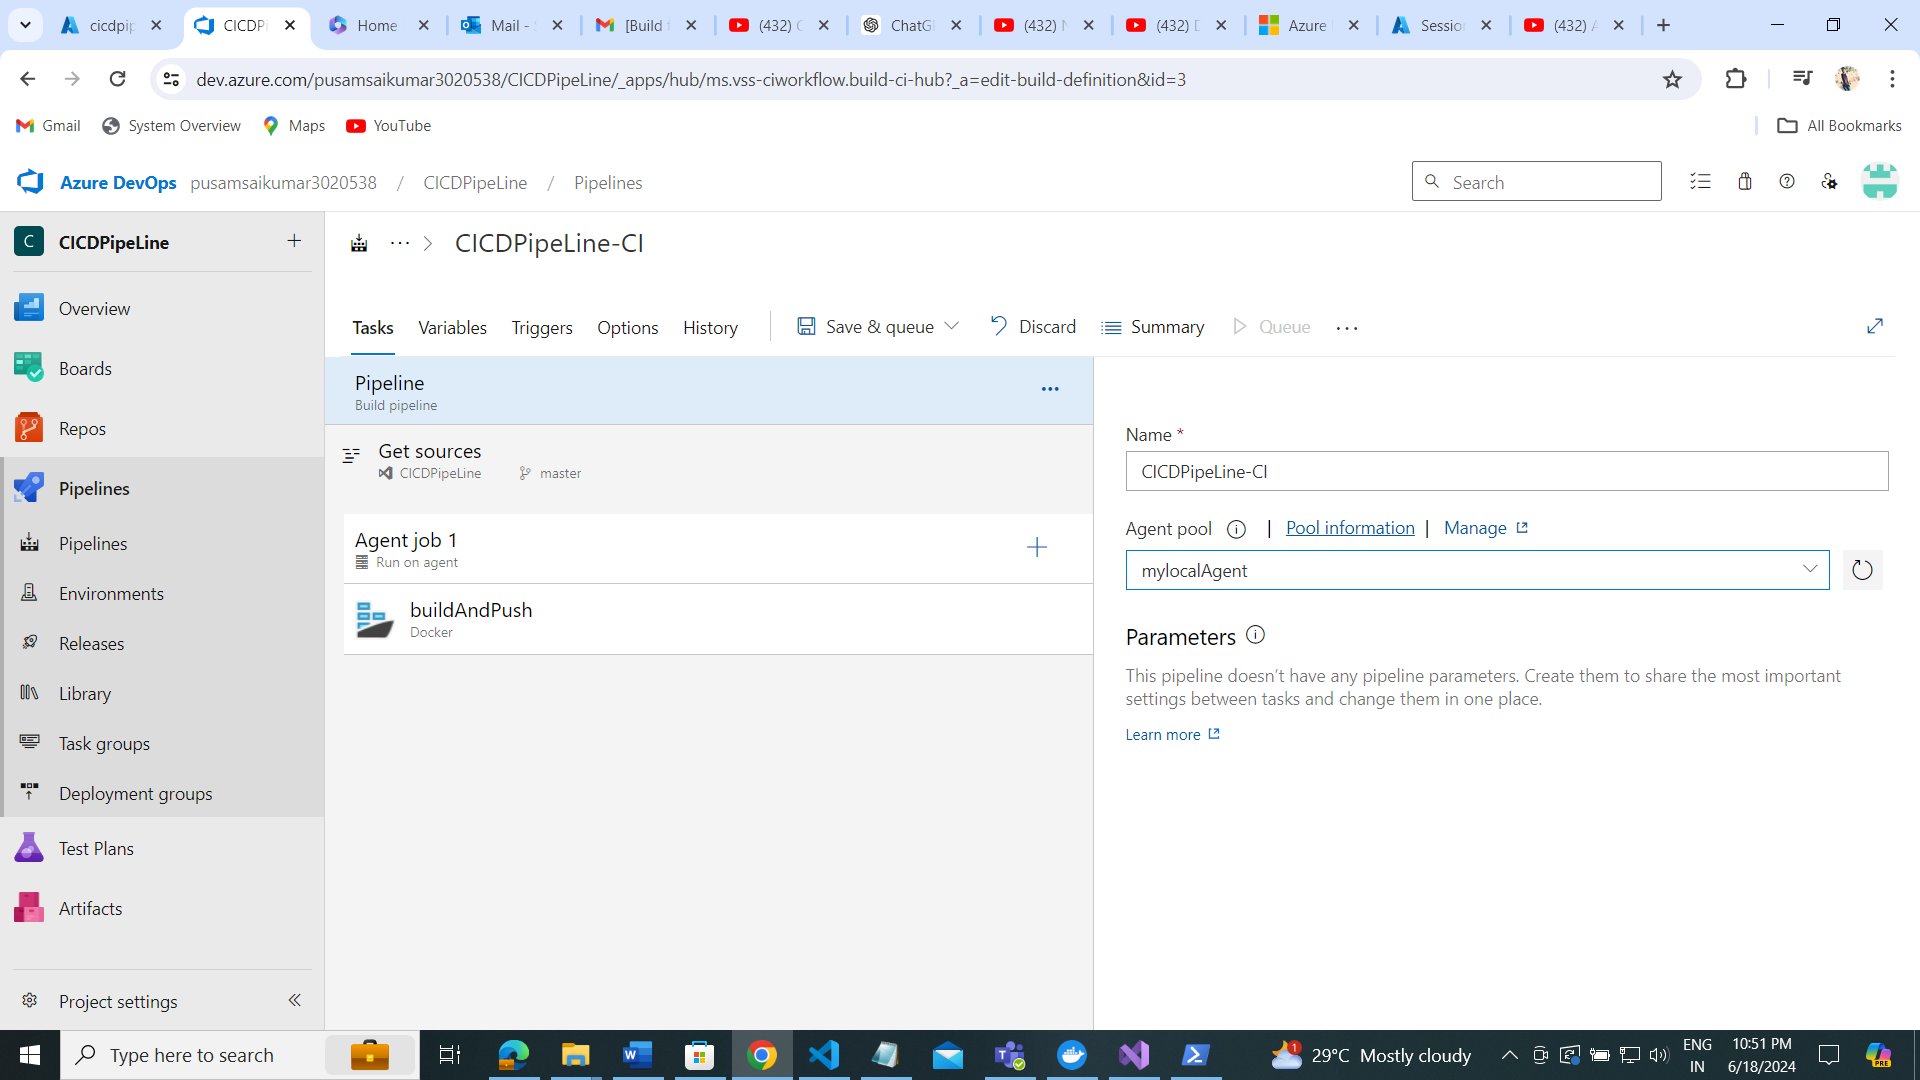 cicdpip
CICDPi
Home
Mail -
[Build f
(432) C
ChatG
(432) N
(432) D
Azure
Sessio
(432) A
dev.azure.com/pusamsaikumar3020538/CICDPipeLine/_apps/hub/ms.vss-ciworkflow.build-ci-hub?_a=edit-build-definition&id=3
Gmail
System Overview
Maps
YouTube
All Bookmarks
Azure DevOps
pusamsaikumar3020538
/
CICDPipeLine
/
Pipelines
Search
C
CICDPipeLine
Overview
Boards
Repos
Pipelines
Pipelines
Environments
Releases
Library
Task groups
Deployment groups
Test Plans
Artifacts
Project settings
CICDPipeLine-CI
Tasks
Variables
Triggers
Options
History
Save & queue
Discard
Summary
Queue
Pipeline
Build pipeline
Get sources
CICDPipeLine
master
Agent job 1
Run on agent
buildAndPush
Docker
Name *
CICDPipeLine-CI
Agent pool | Pool information | Manage
mylocalAgent
Parameters
This pipeline doesn't have any pipeline parameters. Create them to share the most important
settings between tasks and change them in one place.
Learn more
Type here to search
1
29°C Mostly cloudy
ENG
IN
10:51 PM
6/18/2024
PRE